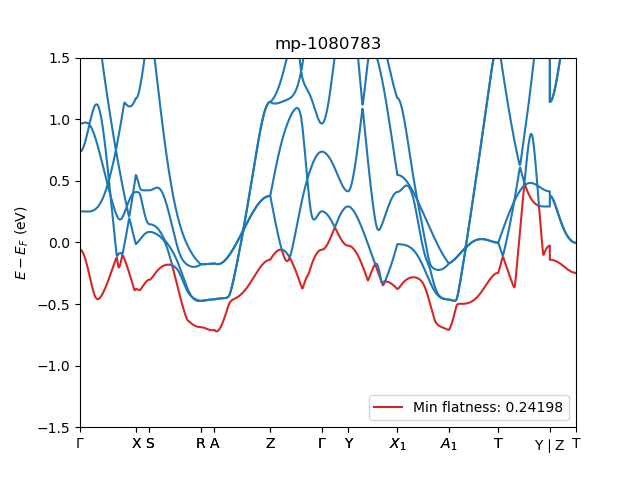 mp-1080783
E − E_F (eV)
1.5
1.0
0.5
0.0
−0.5
−1.0
−1.5
Min flatness: 0.24198
Γ X S R A Z Γ Y X₁ A₁ T Y | Z T